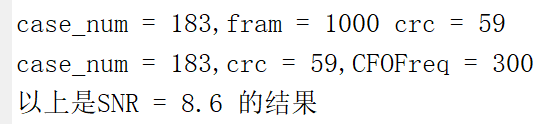 case_num = 183,fram = 1000 crc = 59
case_num = 183,crc = 59,CFOFreq = 300
以上是SNR = 8.6 的结果